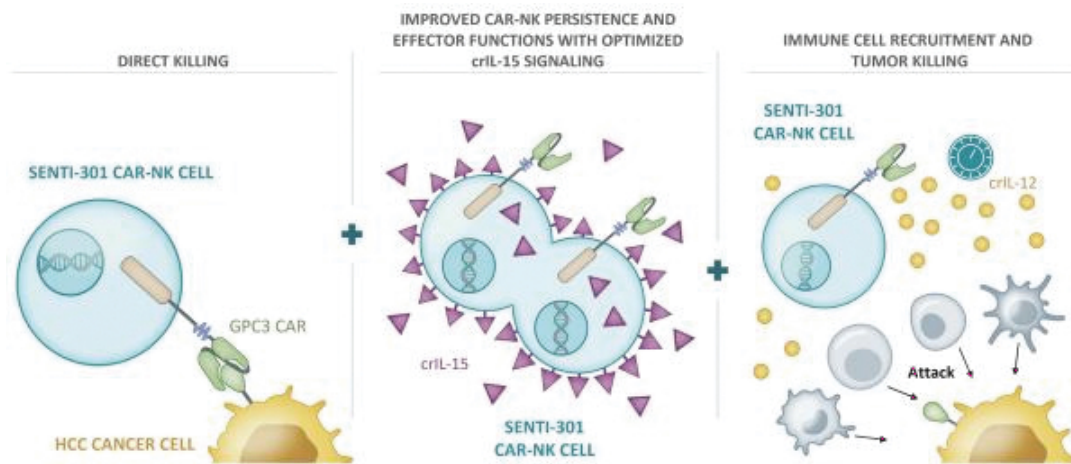 DIRECT KILLING
IMPROVED CAR-NK PERSISTENCE AND
EFFECTOR FUNCTIONS WITH OPTIMIZED
crIL-15 SIGNALING
IMMUNE CELL RECRUITMENT AND
TUMOR KILLING
SENTI-301 CAR-NK CELL
GPC3 CAR
HCC CANCER CELL
crIL-15
SENTI-301
CAR-NK CELL
SENTI-301
CAR-NK CELL
crIL-12
Attack